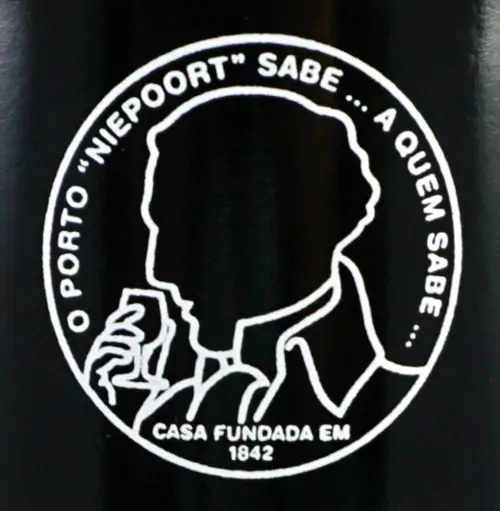 O PORTO "NIEPOORT" SABE ... A QUEM SABE ...
CASA FUNDADA EM
1842